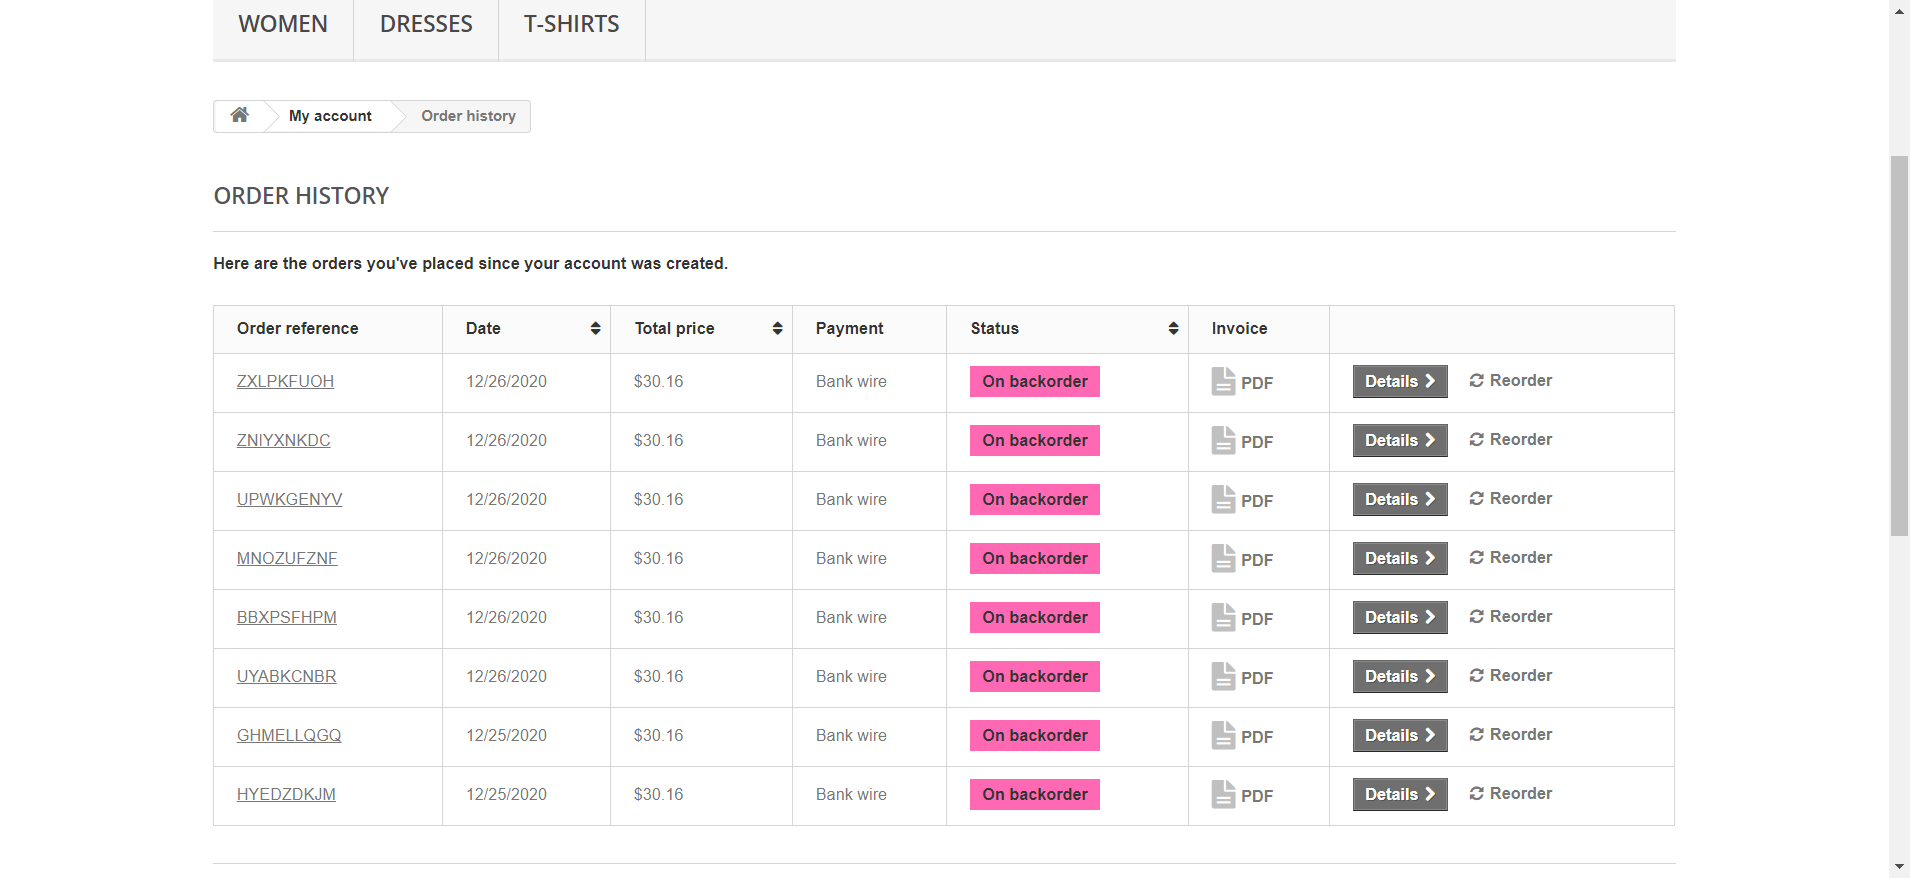 WOMEN DRESSES T-SHIRTS
My account Order history
ORDER HISTORY
Here are the orders you've placed since your account was created.
Order reference Date Total price Payment Status Invoice
ZXLPKFUOH 12/26/2020 $30.16 Bank wire On backorder PDF Details Reorder
ZNIYXNKDC 12/26/2020 $30.16 Bank wire On backorder PDF Details Reorder
UPWKGENYV 12/26/2020 $30.16 Bank wire On backorder PDF Details Reorder
MNOZUFZNF 12/26/2020 $30.16 Bank wire On backorder PDF Details Reorder
BBXPSFHPM 12/26/2020 $30.16 Bank wire On backorder PDF Details Reorder
UYABKCNBR 12/26/2020 $30.16 Bank wire On backorder PDF Details Reorder
GHMELLQGQ 12/25/2020 $30.16 Bank wire On backorder PDF Details Reorder
HYEDZDKJM 12/25/2020 $30.16 Bank wire On backorder PDF Details Reorder